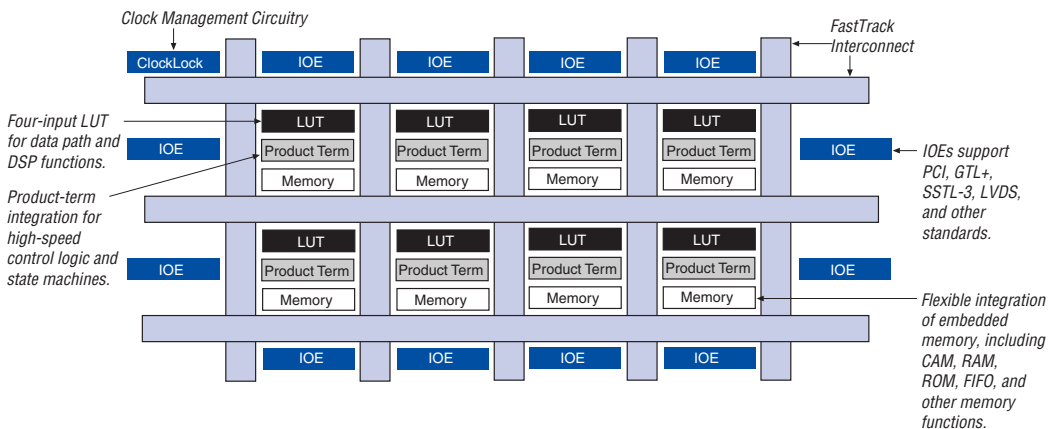 Clock Management Circuitry
FastTrack
Interconnect
ClockLock
IOE
IOE
IOE
IOE
Four-input LUT
for data path and
DSP functions.
LUT
LUT
LUT
LUT
IOE
Product Term
Product Term
Product Term
Product Term
IOE
IOEs support
PCI, GTL+,
SSTL-3, LVDS,
and other
standards.
Memory
Memory
Memory
Memory
Product-term
integration for
high-speed
control logic and
state machines.
LUT
LUT
LUT
LUT
IOE
Product Term
Product Term
Product Term
Product Term
IOE
Memory
Memory
Memory
Memory
Flexible integration
of embedded
memory, including
CAM, RAM,
ROM, FIFO, and
other memory
functions.
IOE
IOE
IOE
IOE